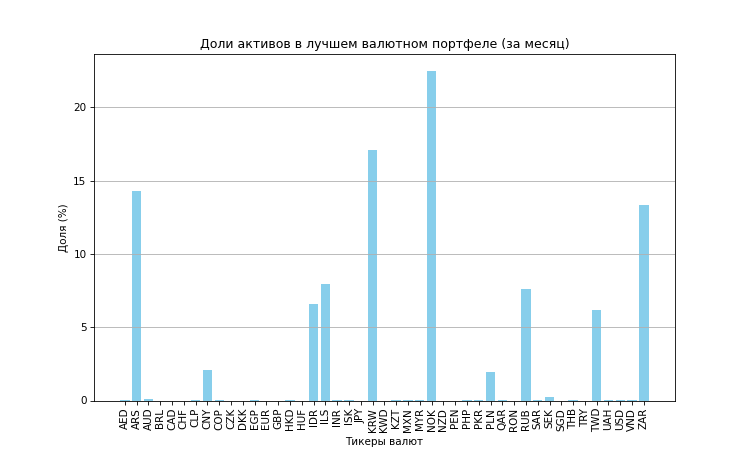 Доли активов в лучшем валютном портфеле (за месяц)
Доля (%)
20
15
10
5
0
AED ARS AUD BRL CAD CHF CLP CNY COP CZK DKK EGP EUR GBP HKD HUF IDR ILS INR ISK JPY KRW KWD KZT MXN MYR NOK NZD PEN PHP PKR PLN QAR RON RUB SAR SEK SGD THB TRY TWD UAH USD VND ZAR
Тикеры валют